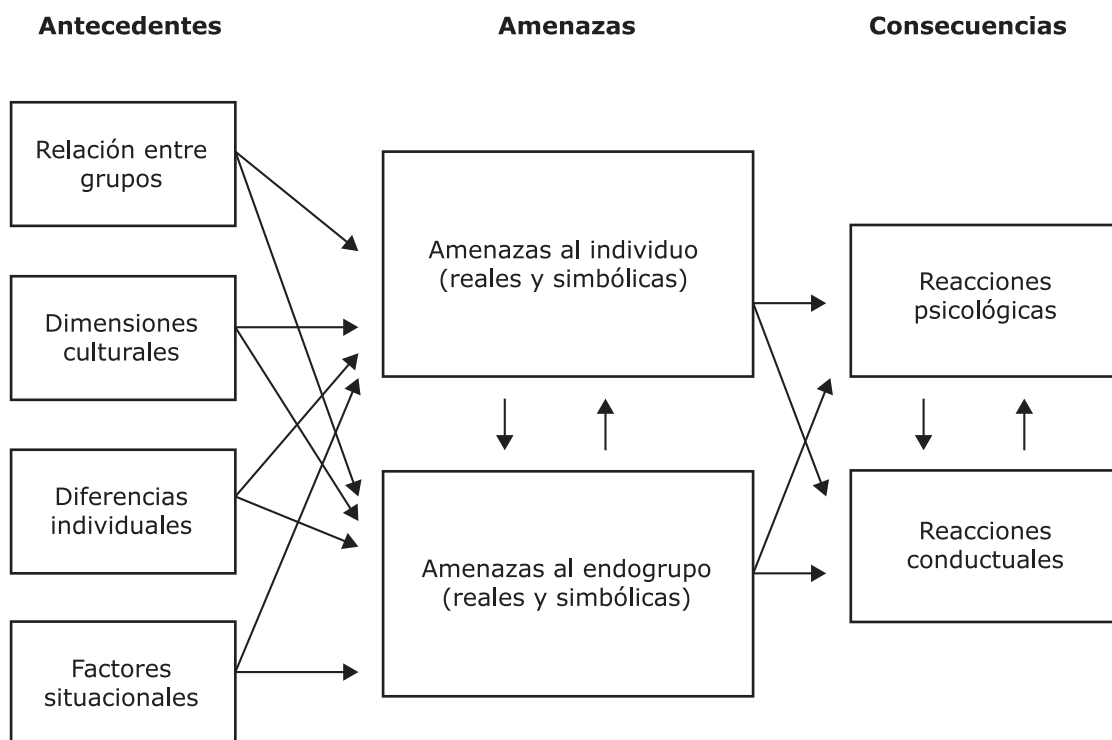 Antecedentes
Amenazas
Consecuencias
Relación entre
grupos
Dimensiones
culturales
Diferencias
individuales
Factores
situacionales
Amenazas al individuo
(reales y simbólicas)
Amenazas al endogrupo
(reales y simbólicas)
Reacciones
psicológicas
Reacciones
conductuales